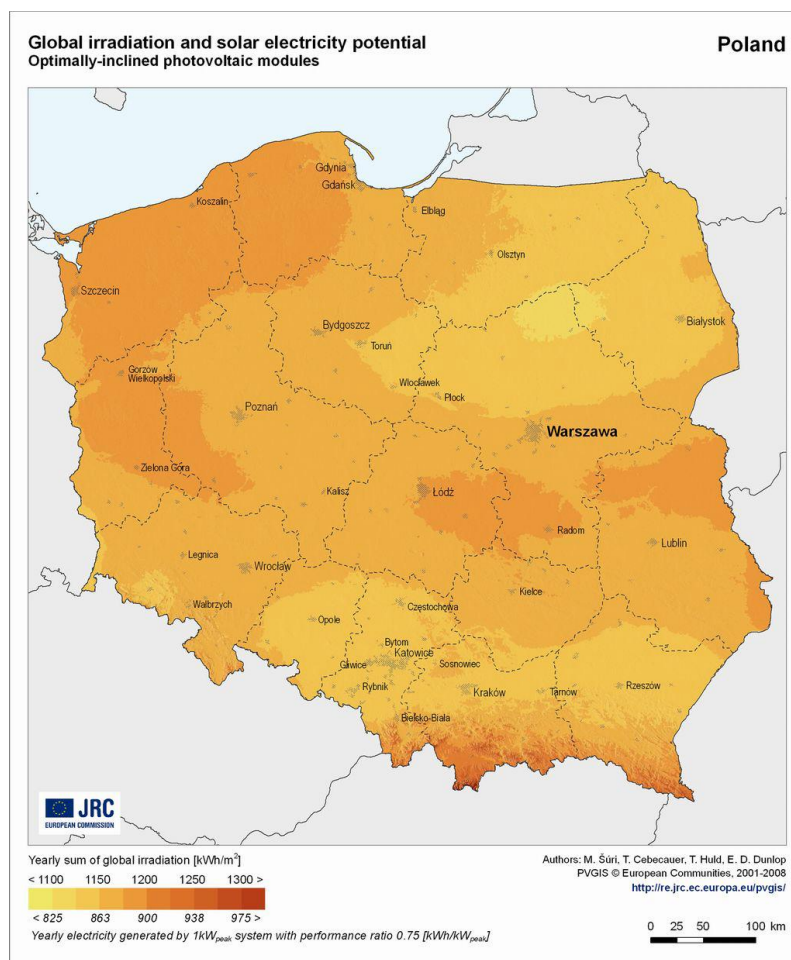 Global irradiation and solar electricity potential
Optimally-inclined photovoltaic modules
Poland
Gdynia
Gdańsk
Koszalin
Elbląg
Olsztyn
Szczecin
Białystok
Bydgoszcz
Toruń
Gorzów
Wielkopolski
Włocławek
Płock
Poznań
Warszawa
Zielona Góra
Kalisz
Łódź
Radom
Lublin
Legnica
Wrocław
Kielce
Wałbrzych
Częstochowa
Opole
Bytom
Katowice
Gliwice
Sosnowiec
Rybnik
Kraków
Tarnów
Rzeszów
Bielsko-Biała
JRC
EUROPEAN COMMISSION
Yearly sum of global irradiation [kWh/m²]
< 1100 1150 1200 1250 1300 >
< 825 863 900 938 975 >
Yearly electricity generated by 1kWpeak system with performance ratio 0.75 [kWh/kWpeak]
Authors: M. Šúri, T. Cebecauer, T. Huld, E. D. Dunlop
PVGIS © European Communities, 2001-2008
http://re.jrc.ec.europa.eu/pvgis/
0 25 50 100 km